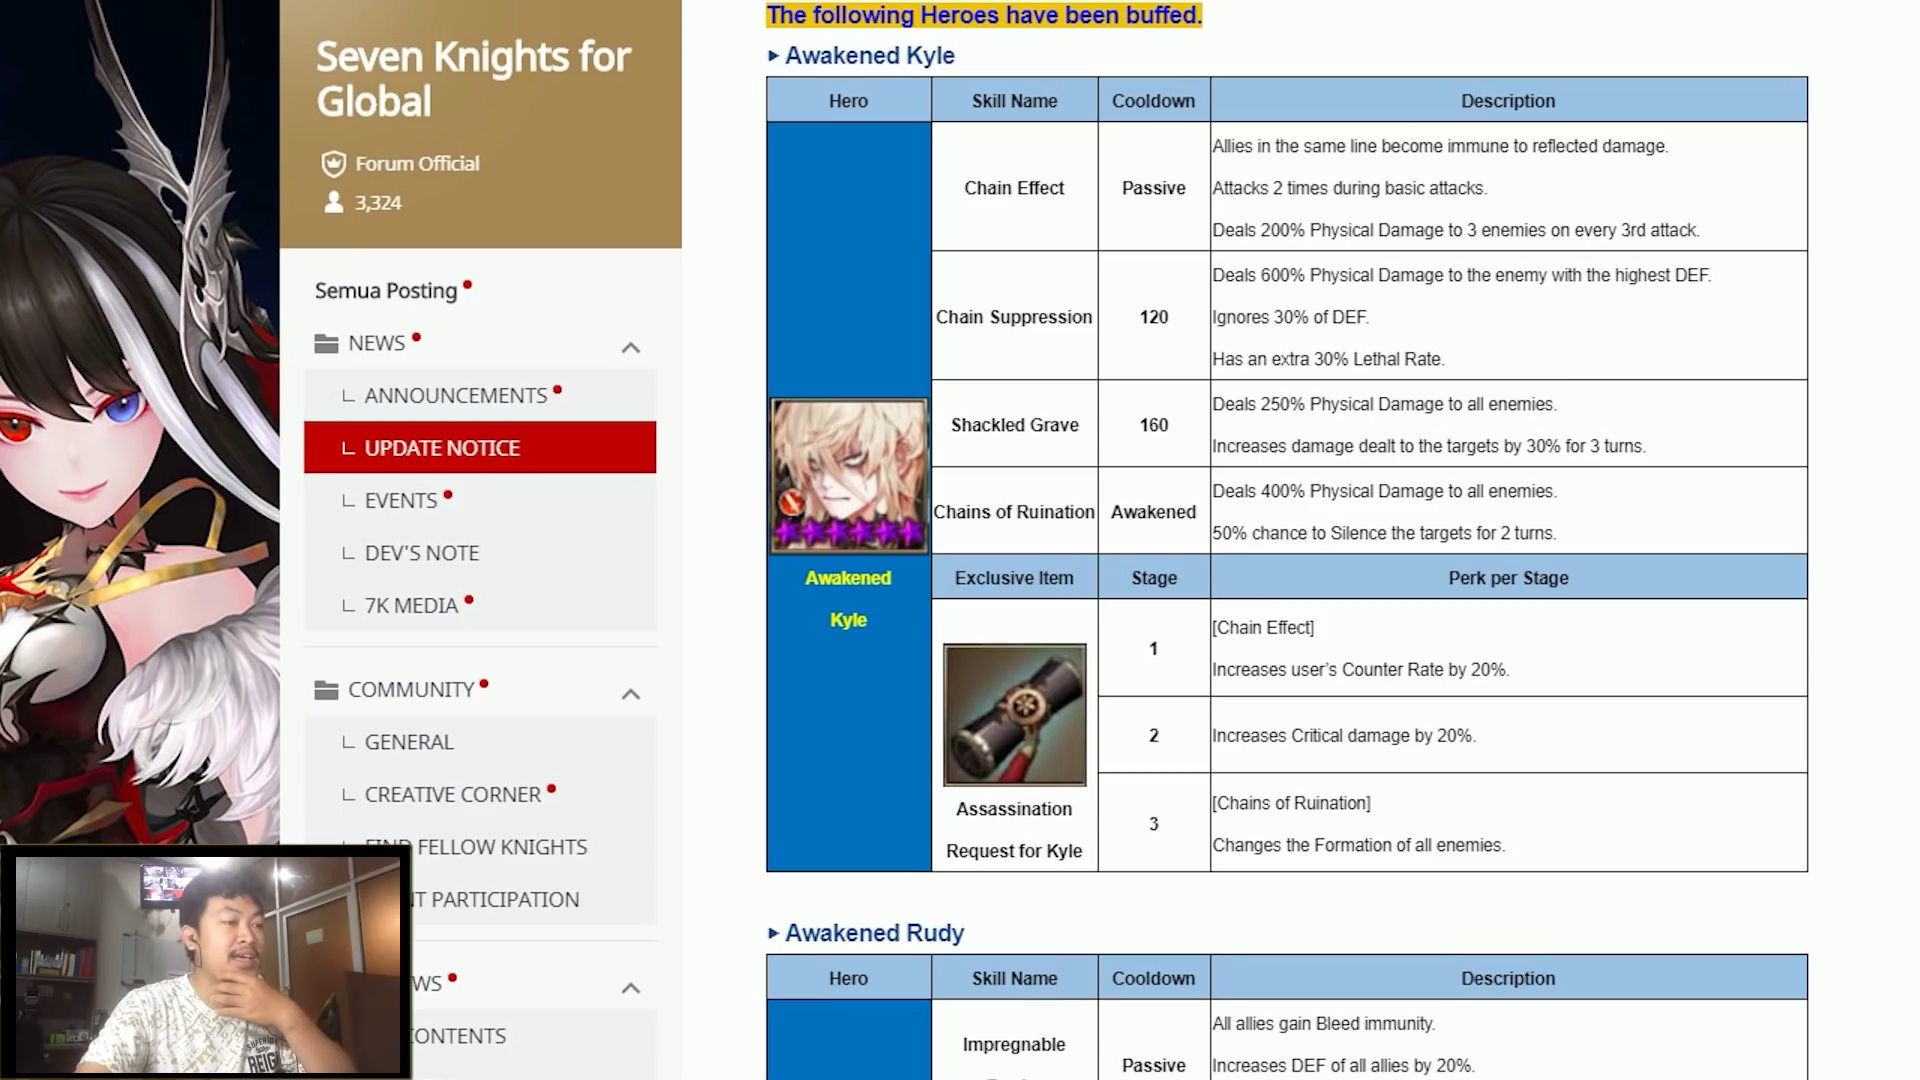 Seven Knights for
Global
Forum Official
3,324
Semua Posting
NEWS
ANNOUNCEMENTS
UPDATE NOTICE
EVENTS
DEV'S NOTE
7K MEDIA
COMMUNITY
GENERAL
CREATIVE CORNER
FIND FELLOW KNIGHTS
NT PARTICIPATION
WS
CONTENTS
SUPERIOR
REIG
The following Heroes have been buffed.
▸ Awakened Kyle
Hero Skill Name Cooldown Description
Awakened
Kyle
Chain Effect Passive
Allies in the same line become immune to reflected damage.
Attacks 2 times during basic attacks.
Deals 200% Physical Damage to 3 enemies on every 3rd attack.
Chain Suppression 120
Deals 600% Physical Damage to the enemy with the highest DEF.
Ignores 30% of DEF.
Has an extra 30% Lethal Rate.
Shackled Grave 160
Deals 250% Physical Damage to all enemies.
Increases damage dealt to the targets by 30% for 3 turns.
Chains of Ruination Awakened
Deals 400% Physical Damage to all enemies.
50% chance to Silence the targets for 2 turns.
Exclusive Item Stage Perk per Stage
Assassination
Request for Kyle
1
[Chain Effect]
Increases user's Counter Rate by 20%.
2
Increases Critical damage by 20%.
3
[Chains of Ruination]
Changes the Formation of all enemies.
▸ Awakened Rudy
Hero Skill Name Cooldown Description
Impregnable
Passive
All allies gain Bleed immunity.
Increases DEF of all allies by 20%.